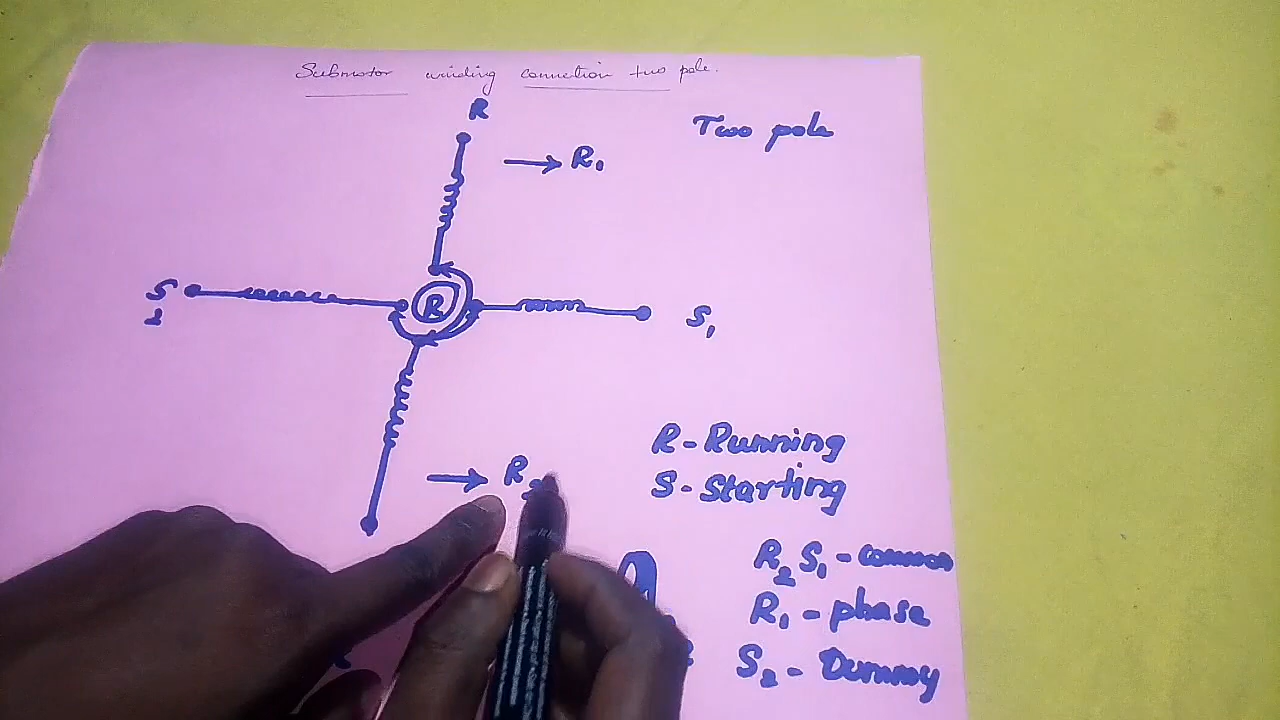 Submotor winding connection two pole.
R
Two pole
→ R₁
S₂
R
S₁
R - Running
S - Starting
→ R₂
R₂ S₁ - common
R₁ - phase
S₂ - Dummy